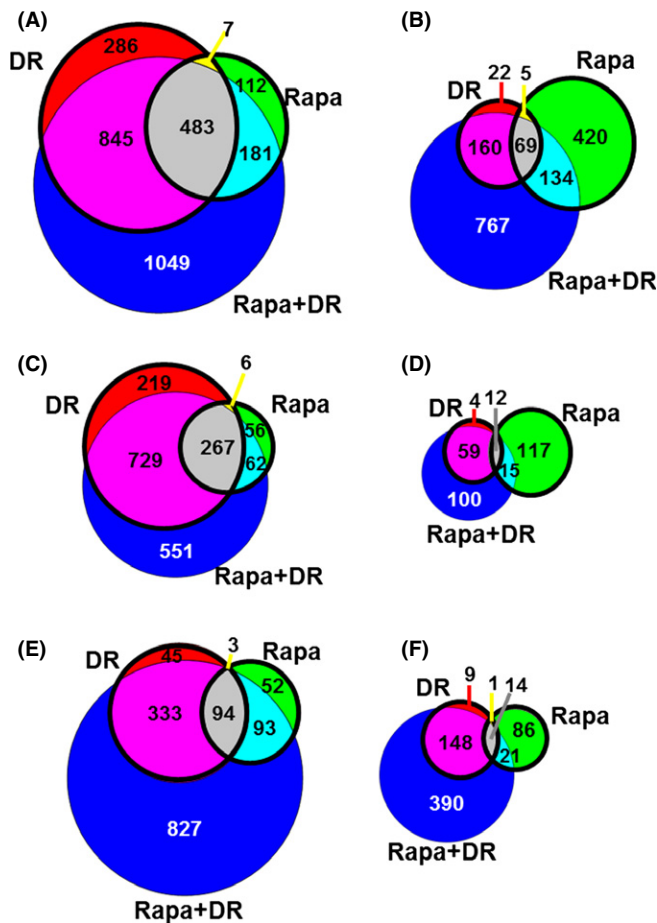 (A)
7
286
DR
Rapa
112
483
845
181
1049
Rapa+DR
(B)
Rapa
22
5
DR
420
160
69
134
767
Rapa+DR
(C)
6
219
DR
Rapa
56
267
729
62
551
Rapa+DR
(D)
12
4
Rapa
DR
59
117
15
100
Rapa+DR
(E)
3
Rapa
DR
45
52
333
94
93
827
Rapa+DR
(F)
9
1
14
DR
Rapa
86
148
21
390
Rapa+DR